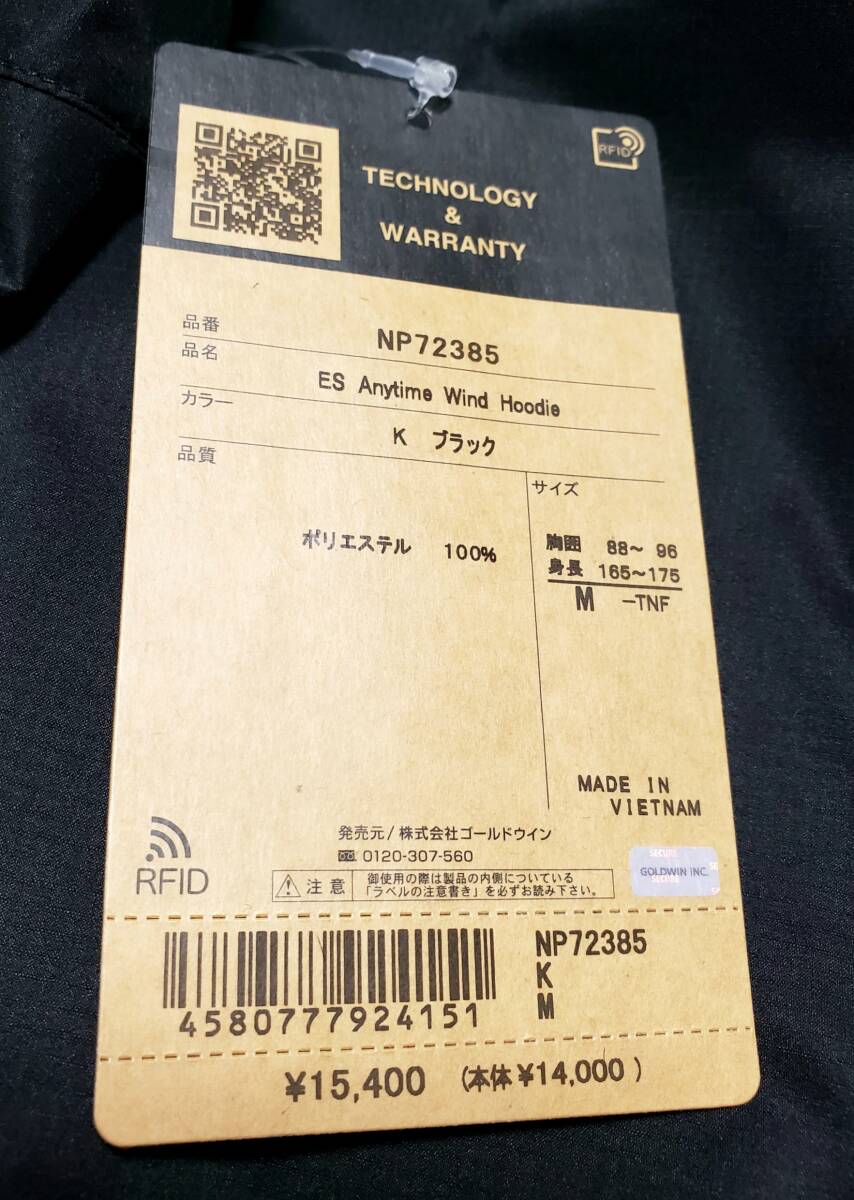 RFID
TECHNOLOGY
&
WARRANTY
品番 NP72385
品名 ES Anytime Wind Hoodie
カラー K ブラック
品質
ポリエステル 100%
サイズ
胸囲 88～ 96
身長 165～175
M -TNF
MADE IN
VIETNAM
発売元/株式会社ゴールドウイン
0120-307-560
RFID
注意
御使用の際は製品の内側についている
「ラベルの注意書き」を必ずお読み下さい。
SECURE
GOLDWIN INC.
SECURE
4580777924151
NP72385
K
M
¥15,400 (本体¥14,000)